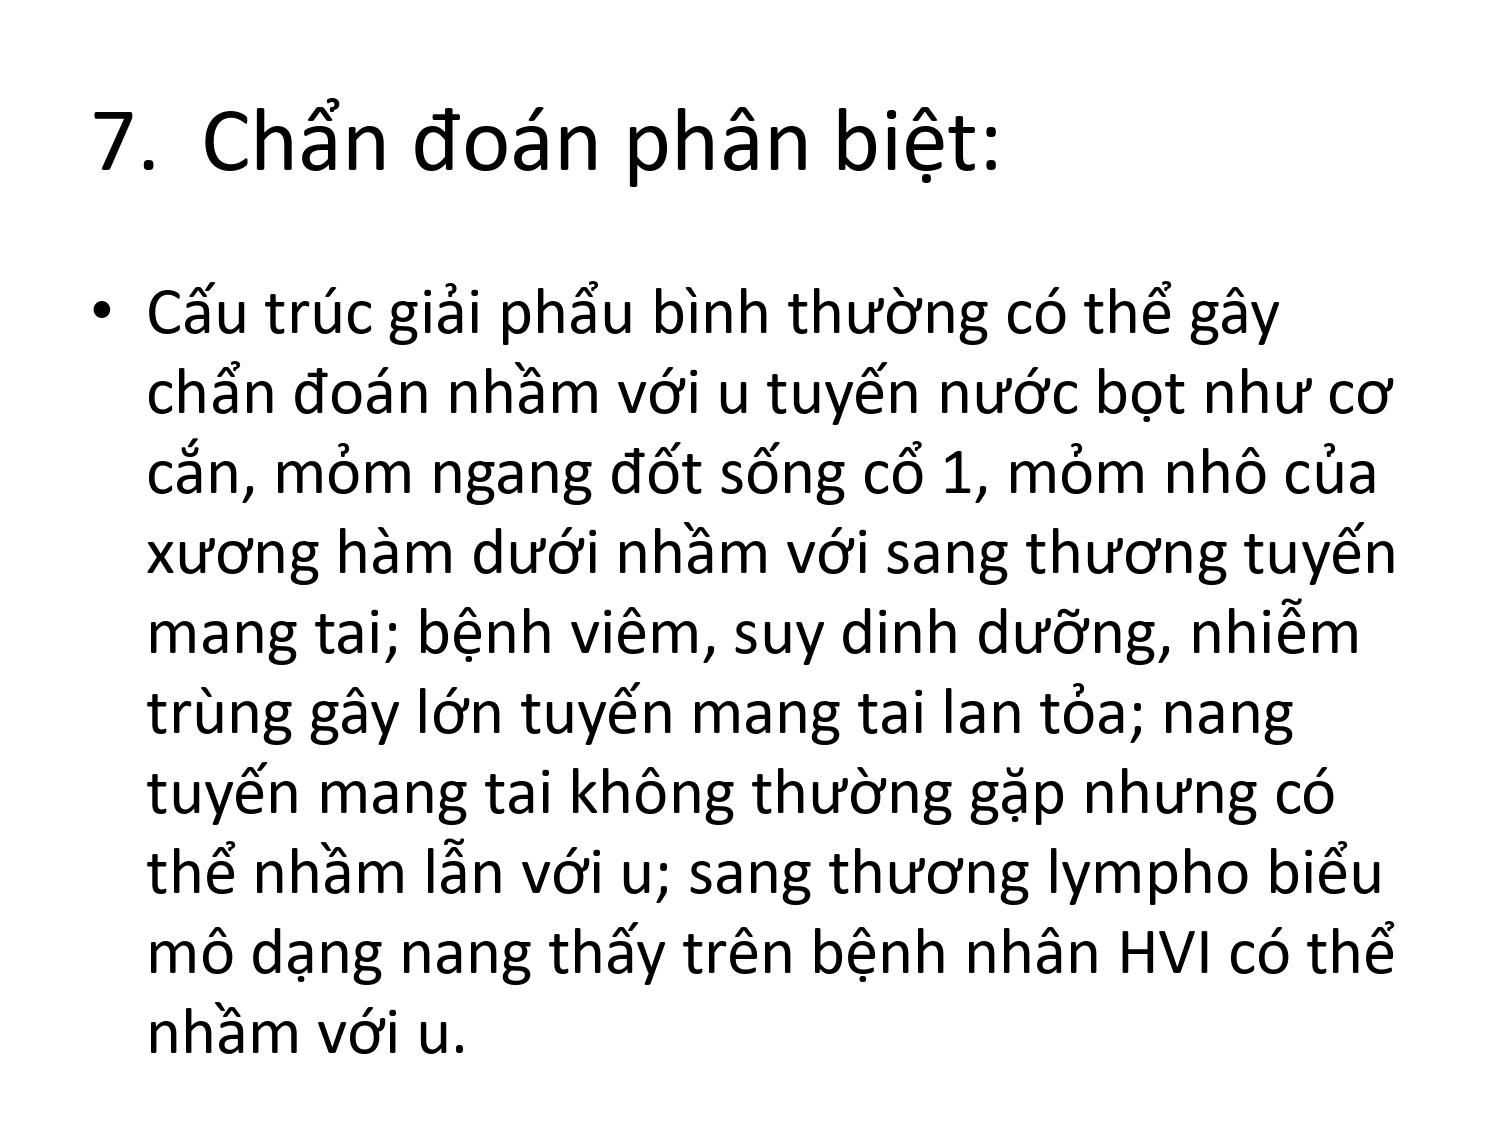 7. Chẩn đoán phân biệt:
• Cấu trúc giải phẩu bình thường có thể gây
chẩn đoán nhầm với u tuyến nước bọt như cơ
cắn, mỏm ngang đốt sống cổ 1, mỏm nhô của
xương hàm dưới nhầm với sang thương tuyến
mang tai; bệnh viêm, suy dinh dưỡng, nhiễm
trùng gây lớn tuyến mang tai lan tỏa; nang
tuyến mang tai không thường gặp nhưng có
thể nhầm lẫn với u; sang thương lympho biểu
mô dạng nang thấy trên bệnh nhân HVI có thể
nhầm với u.